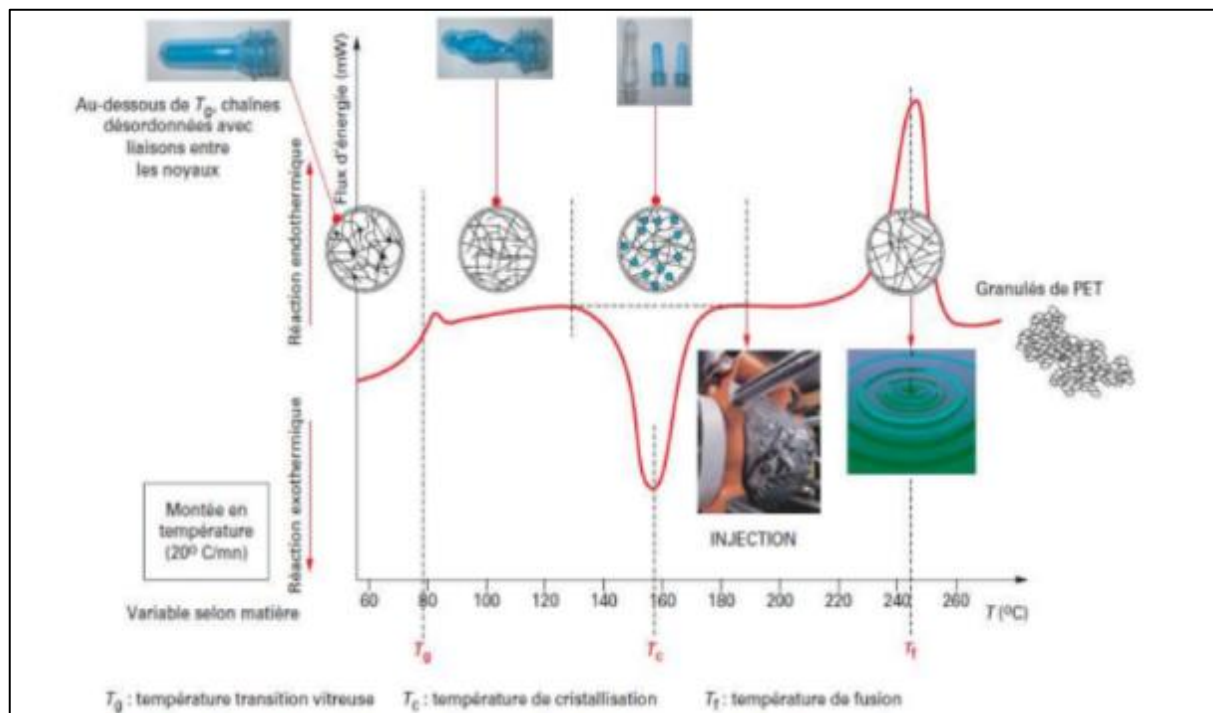 Au-dessous de Tg, chaînes
désordonnées avec
liaisons entre
les noyaux
Réaction endothermique
Flux d'énergie (mW)
Granulés de PET
Réaction exothermique
Montée en
température
(20º C/mn)
INJECTION
Variable selon matière
60 80 100 120 140 160 180 200 220 240 260 T (ºC)
Tg Tc Tf
Tg : température transition vitreuse Tc : température de cristallisation Tf : température de fusion